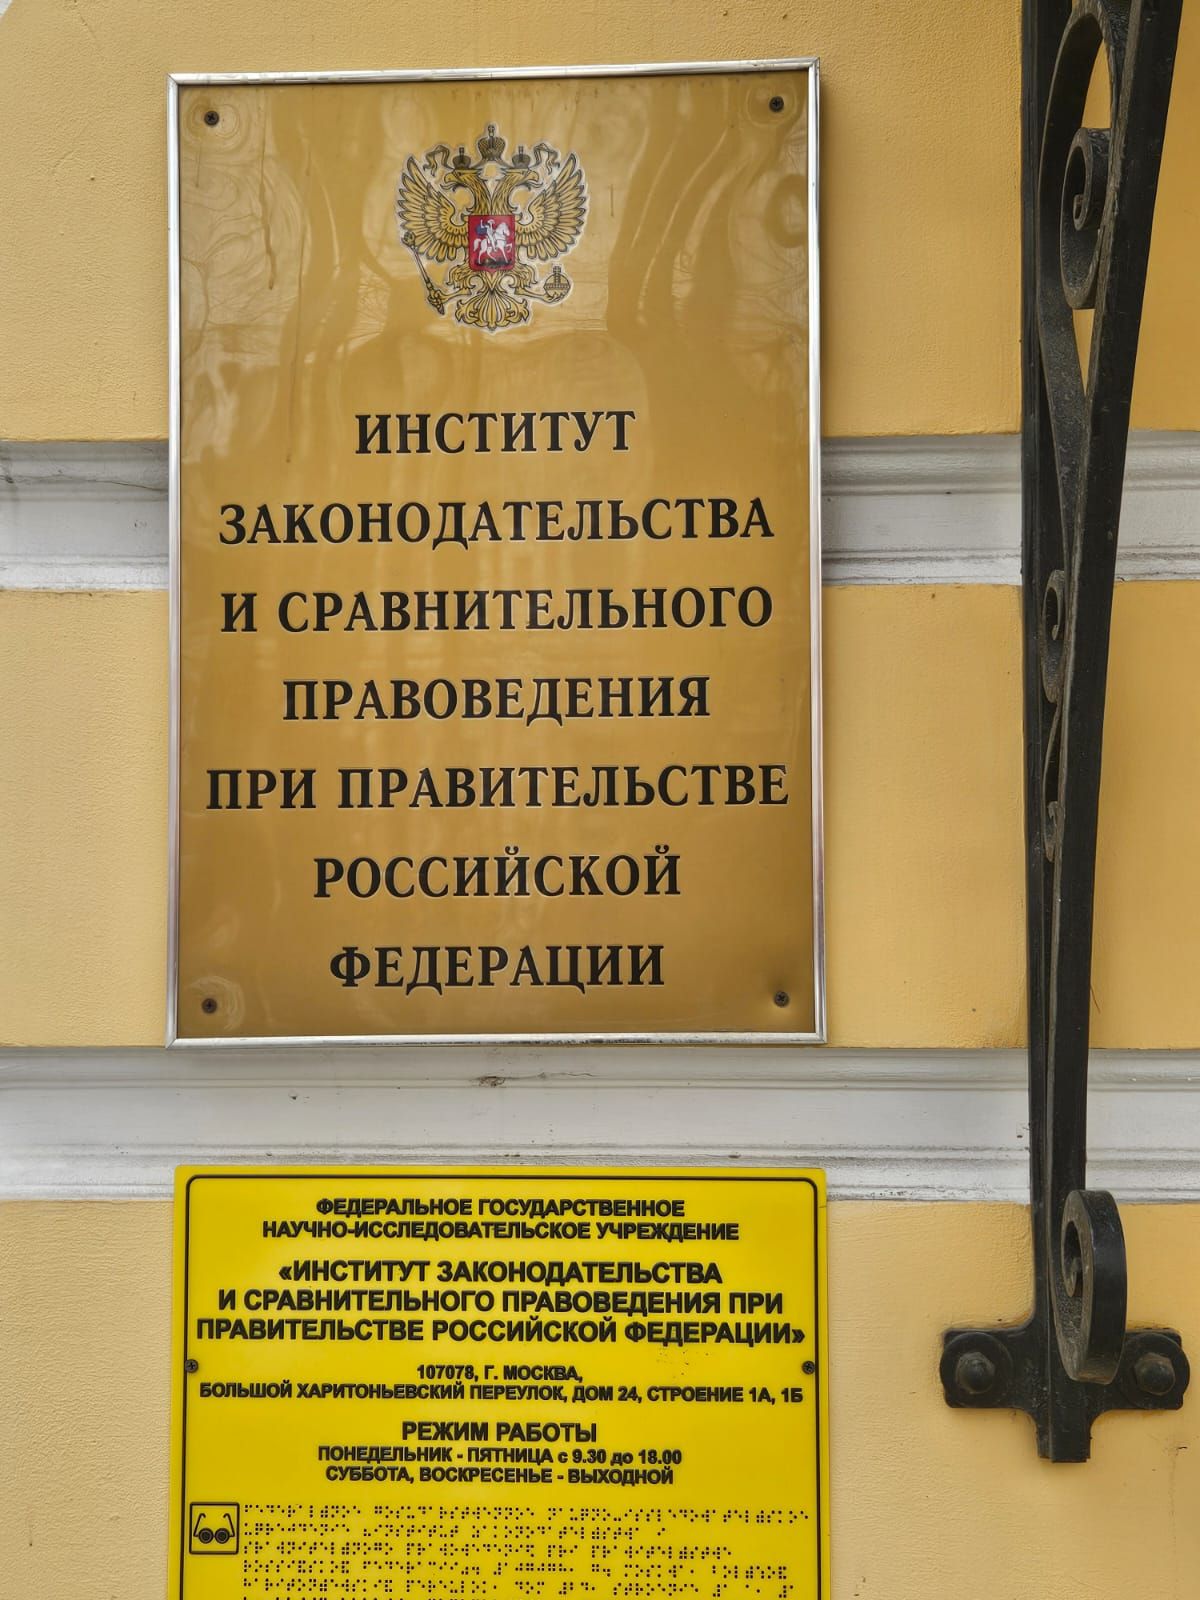 ИНСТИТУТ
ЗАКОНОДАТЕЛЬСТВА
И СРАВНИТЕЛЬНОГО
ПРАВОВЕДЕНИЯ
ПРИ ПРАВИТЕЛЬСТВЕ
РОССИЙСКОЙ
ФЕДЕРАЦИИ
ФЕДЕРАЛЬНОЕ ГОСУДАРСТВЕННОЕ
НАУЧНО-ИССЛЕДОВАТЕЛЬСКОЕ УЧРЕЖДЕНИЕ
«ИНСТИТУТ ЗАКОНОДАТЕЛЬСТВА
И СРАВНИТЕЛЬНОГО ПРАВОВЕДЕНИЯ ПРИ
ПРАВИТЕЛЬСТВЕ РОССИЙСКОЙ ФЕДЕРАЦИИ»
107078, Г. МОСКВА,
БОЛЬШОЙ ХАРИТОНЬЕВСКИЙ ПЕРЕУЛОК, ДОМ 24, СТРОЕНИЕ 1А, 1Б
РЕЖИМ РАБОТЫ
ПОНЕДЕЛЬНИК - ПЯТНИЦА с 9.30 до 18.00
СУББОТА, ВОСКРЕСЕНЬЕ - ВЫХОДНОЙ